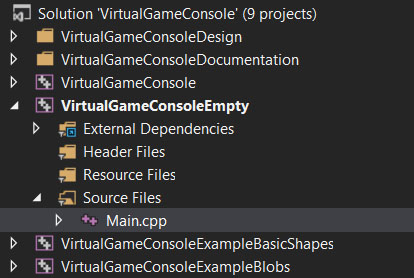 Solution 'VirtualGameConsole' (9 projects)
VirtualGameConsoleDesign
VirtualGameConsoleDocumentation
VirtualGameConsole
VirtualGameConsoleEmpty
External Dependencies
Header Files
Resource Files
Source Files
Main.cpp
VirtualGameConsoleExampleBasicShapes
VirtualGameConsoleExampleBlobs